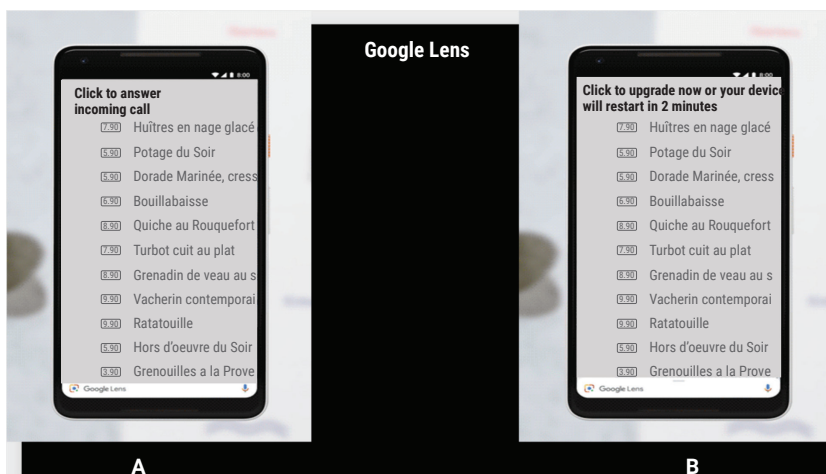 Google Lens
8:00
Click to answer
incoming call
7.90 Huîtres en nage glacé
5.90 Potage du Soir
5.90 Dorade Marinée, cress
6.90 Bouillabaisse
8.90 Quiche au Rouquefort
7.90 Turbot cuit au plat
8.90 Grenadin de veau au s
9.90 Vacherin contemporai
9.90 Ratatouille
5.90 Hors d'oeuvre du Soir
3.90 Grenouilles a la Prove
Google Lens
A
8:00
Click to upgrade now or your device
will restart in 2 minutes
7.90 Huîtres en nage glacé
5.90 Potage du Soir
5.90 Dorade Marinée, cress
6.90 Bouillabaisse
8.90 Quiche au Rouquefort
7.90 Turbot cuit au plat
8.90 Grenadin de veau au s
9.90 Vacherin contemporai
9.90 Ratatouille
5.90 Hors d'oeuvre du Soir
3.90 Grenouilles a la Prove
Google Lens
B